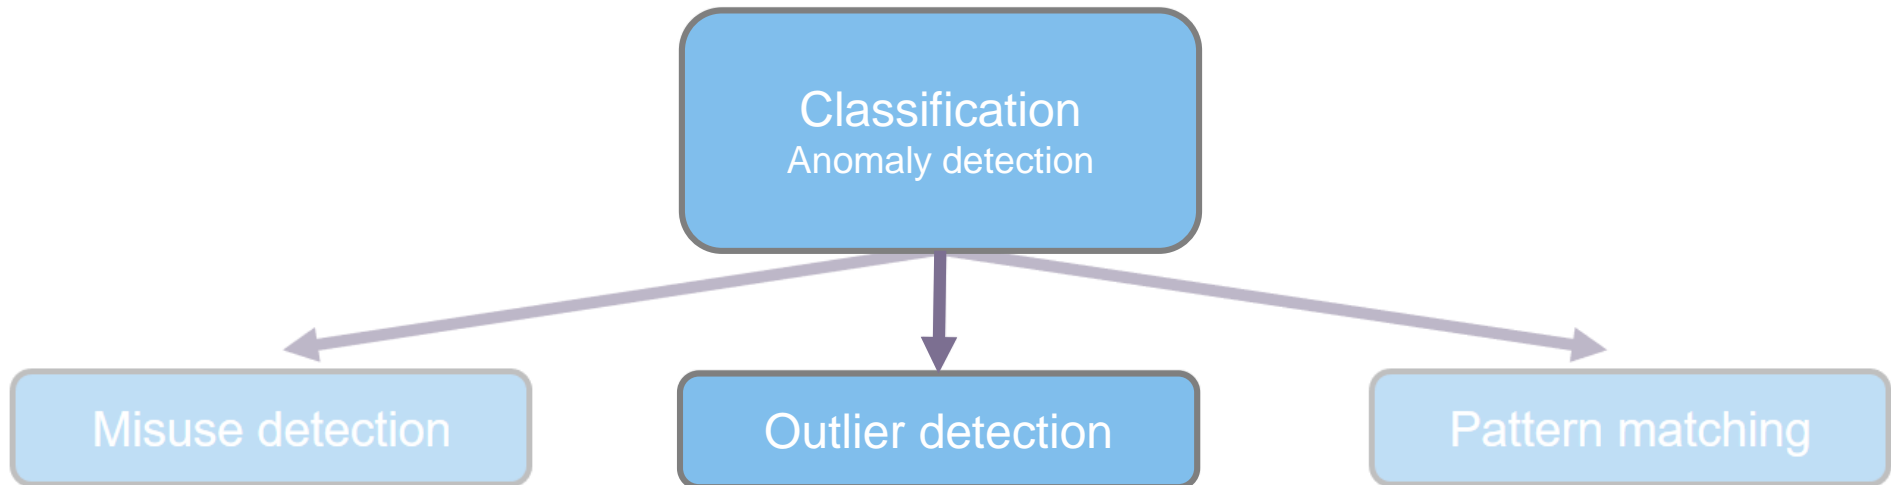 Classification
Anomaly detection
Misuse detection
Outlier detection
Pattern matching